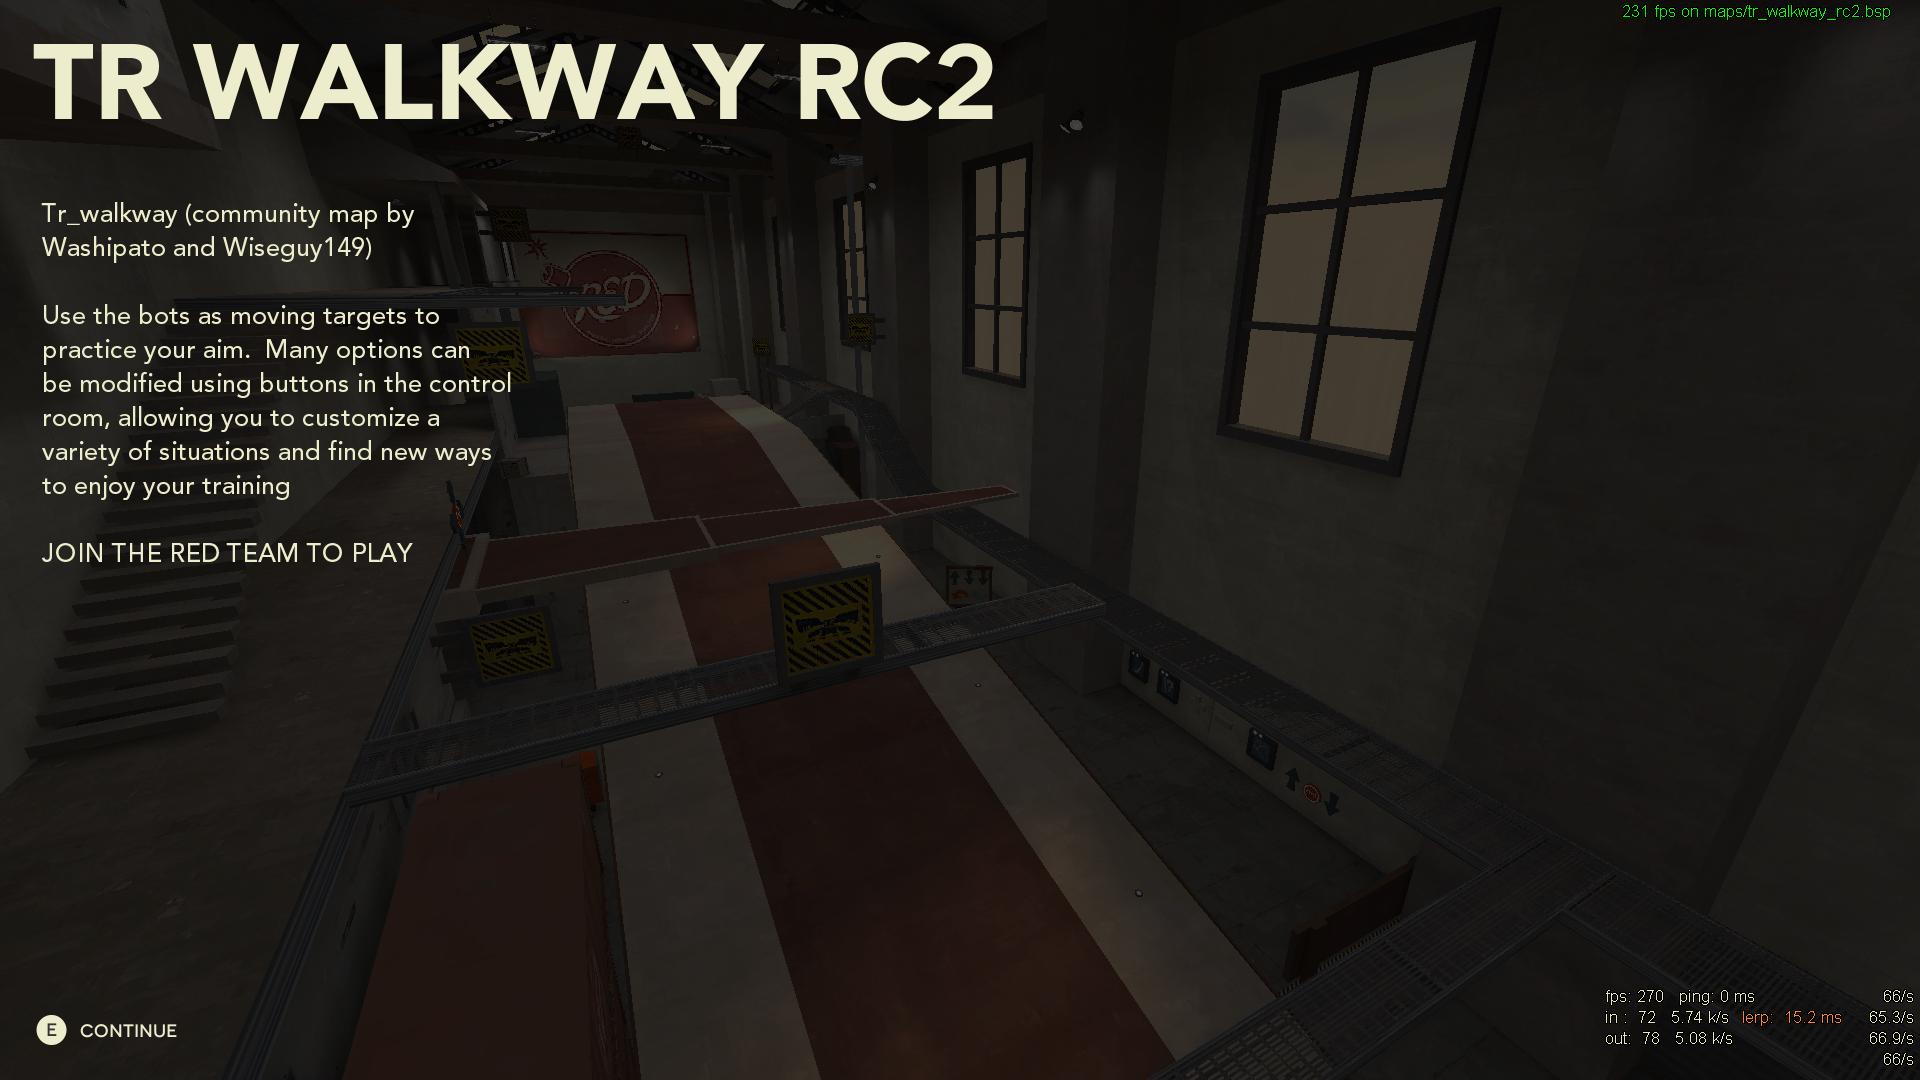 231 fps on maps/tr_walkway_rc2.bsp
TR WALKWAY RC2
Tr_walkway (community map by
Washipato and Wiseguy149)
Use the bots as moving targets to
practice your aim.  Many options can
be modified using buttons in the control
room, allowing you to customize a
variety of situations and find new ways
to enjoy your training
JOIN THE RED TEAM TO PLAY
RED
E CONTINUE
fps: 270 ping: 0 ms 66/s
in : 72 5.74 k/s lerp: 15.2 ms 65.3/s
out: 78 5.08 k/s 66.9/s
66/s